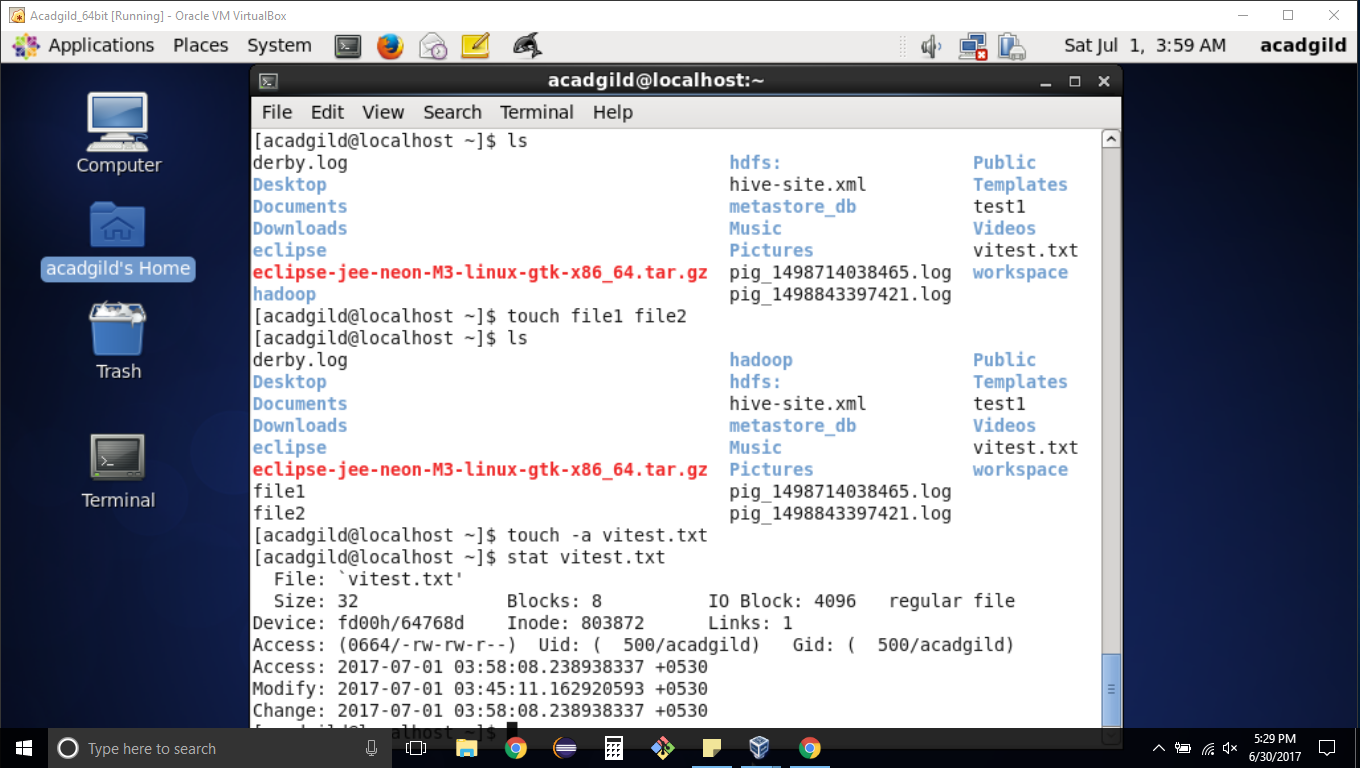 Acadgild_64bit [Running] - Oracle VM VirtualBox
Applications Places System Sat Jul 1, 3:59 AM acadgild
acadgild@localhost:~
File Edit View Search Terminal Help
Computer
acadgild's Home
Trash
Terminal
[acadgild@localhost ~]$ ls
derby.log hdfs: Public
Desktop hive-site.xml Templates
Documents metastore_db test1
Downloads Music Videos
eclipse Pictures vitest.txt
eclipse-jee-neon-M3-linux-gtk-x86_64.tar.gz pig_1498714038465.log workspace
hadoop pig_1498843397421.log
[acadgild@localhost ~]$ touch file1 file2
[acadgild@localhost ~]$ ls
derby.log hadoop Public
Desktop hdfs: Templates
Documents hive-site.xml test1
Downloads metastore_db Videos
eclipse Music vitest.txt
eclipse-jee-neon-M3-linux-gtk-x86_64.tar.gz Pictures workspace
file1 pig_1498714038465.log
file2 pig_1498843397421.log
[acadgild@localhost ~]$ touch -a vitest.txt
[acadgild@localhost ~]$ stat vitest.txt
File: `vitest.txt'
Size: 32 Blocks: 8 IO Block: 4096 regular file
Device: fd00h/64768d Inode: 803872 Links: 1
Access: (0664/-rw-rw-r--) Uid: ( 500/acadgild) Gid: ( 500/acadgild)
Access: 2017-07-01 03:58:08.238938337 +0530
Modify: 2017-07-01 03:45:11.162920593 +0530
Change: 2017-07-01 03:58:08.238938337 +0530
[acadgild@localhost ~]$
Type here to search
5:29 PM
6/30/2017